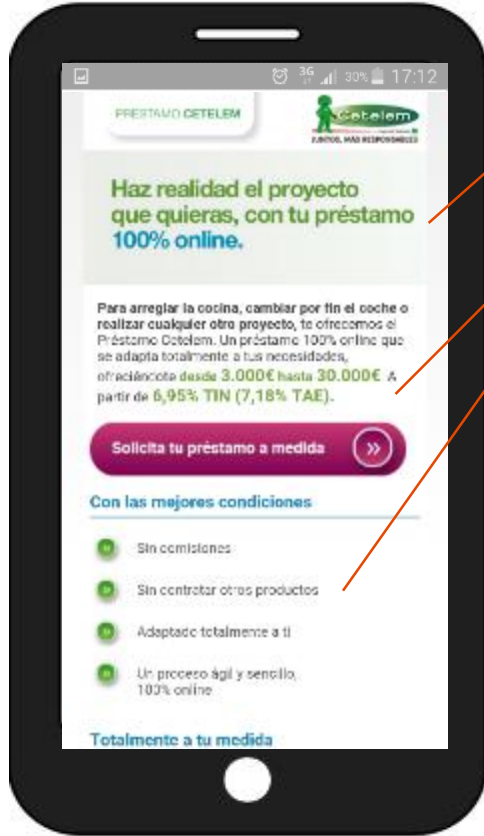 3G 30% 17:12
PRÉSTAMO CETELEM
Cetelem
JUNTOS, MÁS RESPONSABLES
Haz realidad el proyecto
que quieras, con tu préstamo
100% online.
Para arreglar la cocina, cambiar por fin el coche o
realizar cualquier otro proyecto, te ofrecemos el
Préstamo Cetelem. Un préstamo 100% online que
se adapta totalmente a tus necesidades,
ofreciéndote desde 3.000€ hasta 30.000€ A
partir de 6,95% TIN (7,18% TAE).
Solicita tu préstamo a medida
Con las mejores condiciones
Sin comisiones
Sin contratar otros productos
Adaptado totalmente a ti
Un proceso ágil y sencillo,
100% online
Totalmente a tu medida